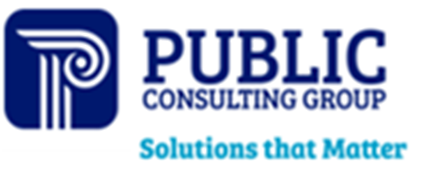 PUBLIC
CONSULTING GROUP
Solutions that Matter